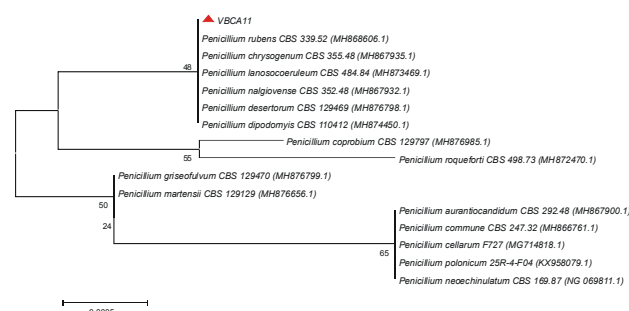 VBCA11
Penicillium rubens CBS 339.52 (MH868606.1)
Penicillium chrysogenum CBS 355.48 (MH867935.1)
48
Penicillium lanosocoeruleum CBS 484.84 (MH873469.1)
Penicillium nalgiovense CBS 352.48 (MH867932.1)
Penicillium desertorum CBS 129469 (MH876798.1)
Penicillium dipodomyis CBS 110412 (MH874450.1)
Penicillium coprobium CBS 129797 (MH876985.1)
55
Penicillium roqueforti CBS 498.73 (MH872470.1)
Penicillium griseofulvum CBS 129470 (MH876799.1)
Penicillium martensii CBS 129129 (MH876656.1)
50
Penicillium aurantiocandidum CBS 292.48 (MH867900.1)
24
Penicillium commune CBS 247.32 (MH866761.1)
Penicillium cellarum F727 (MG714818.1)
65
Penicillium polonicum 25R-4-F04 (KX958079.1)
Penicillium neoechinulatum CBS 169.87 (NG 069811.1)